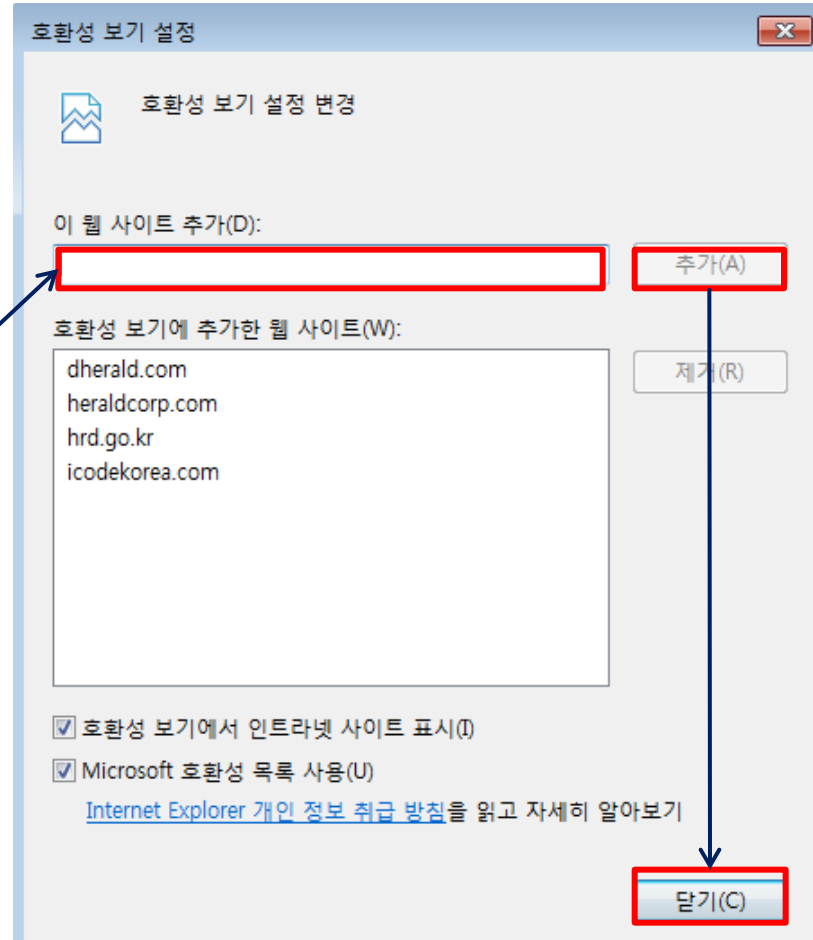 호환성 보기 설정
호환성 보기 설정 변경
이 웹 사이트 추가(D):
추가(A)
호환성 보기에 추가한 웹 사이트(W):
dherald.com
heraldcorp.com
hrd.go.kr
icodekorea.com
제거(R)
호환성 보기에서 인트라넷 사이트 표시(I)
Microsoft 호환성 목록 사용(U)
Internet Explorer 개인 정보 취급 방침을 읽고 자세히 알아보기
닫기(C)